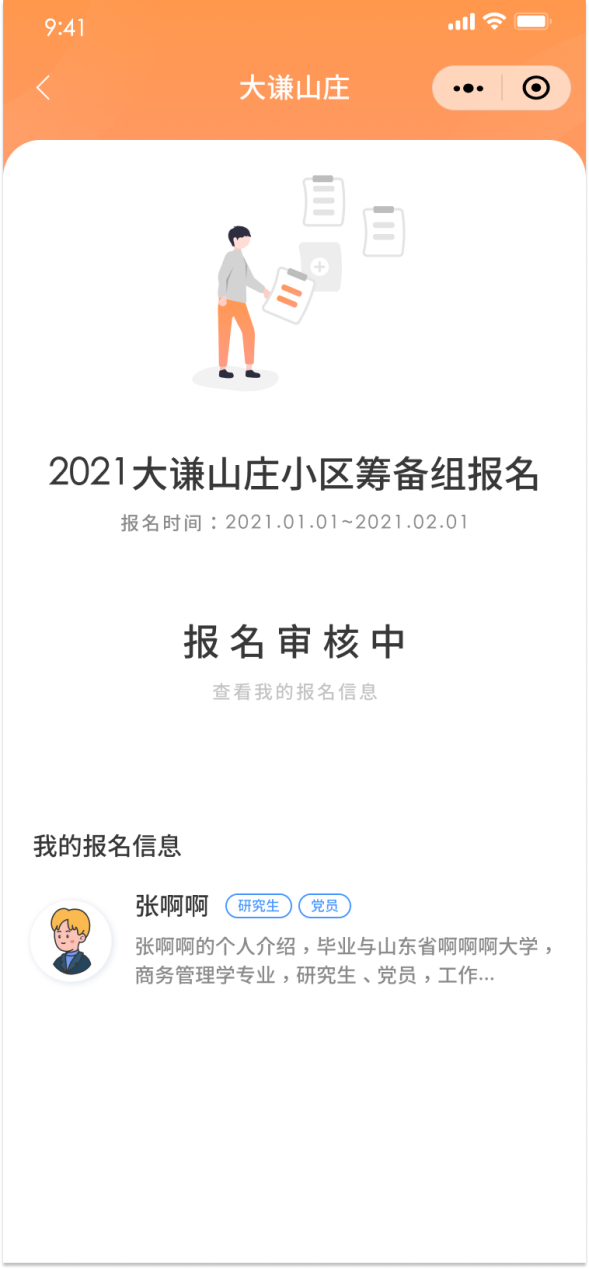 9:41
大谦山庄
2021大谦山庄小区筹备组报名
报名时间：2021.01.01~2021.02.01
报名审核中
查看我的报名信息
我的报名信息
张啊啊 研究生 党员
张啊啊的个人介绍，毕业与山东省啊啊啊大学，
商务管理学专业，研究生、党员，工作...